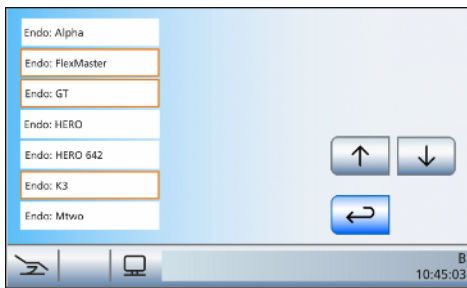 Endo: Alpha
Endo: FlexMaster
Endo: GT
Endo: HERO
Endo: HERO 642
Endo: K3
Endo: Mtwo
B
10:45:03